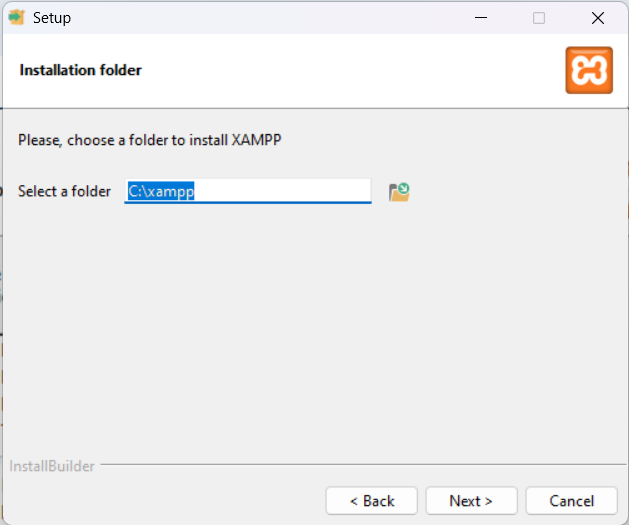 Setup
Installation folder
Please, choose a folder to install XAMPP
Select a folder C:\xampp
InstallBuilder
< Back Next > Cancel